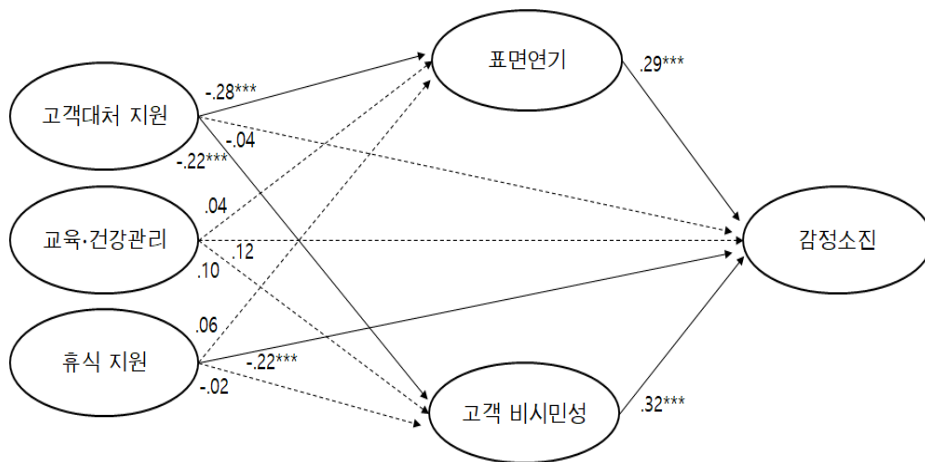 표면연기
.29***
-.28***
고객대처 지원
-.04
-.22***
.04
교육·건강관리
.12
감정소진
.10
.06
휴식 지원
-.22***
-.02
고객 비시민성
.32***